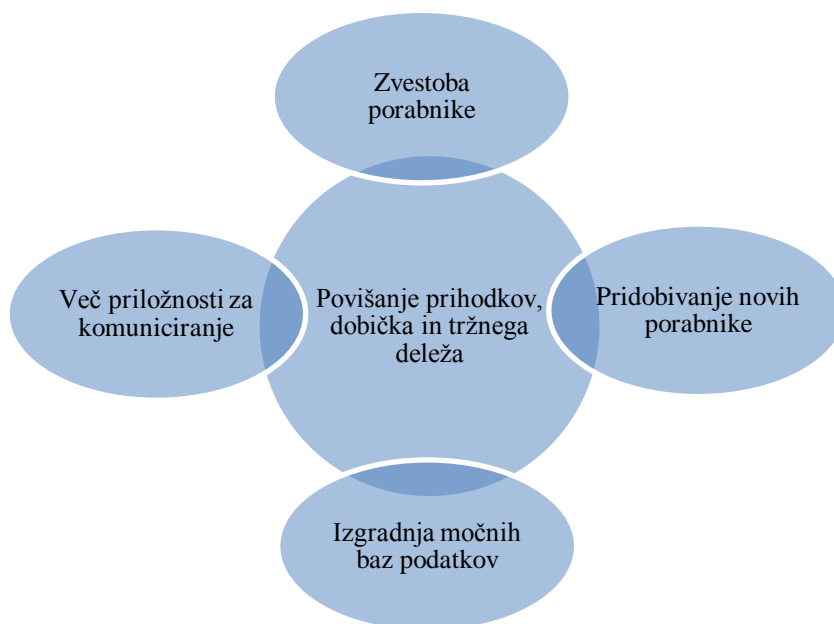 Zvestoba
porabnike
Več priložnosti za
komuniciranje
Povišanje prihodkov,
dobička in tržnega
deleža
Pridobivanje novih
porabnike
Izgradnja močnih
baz podatkov